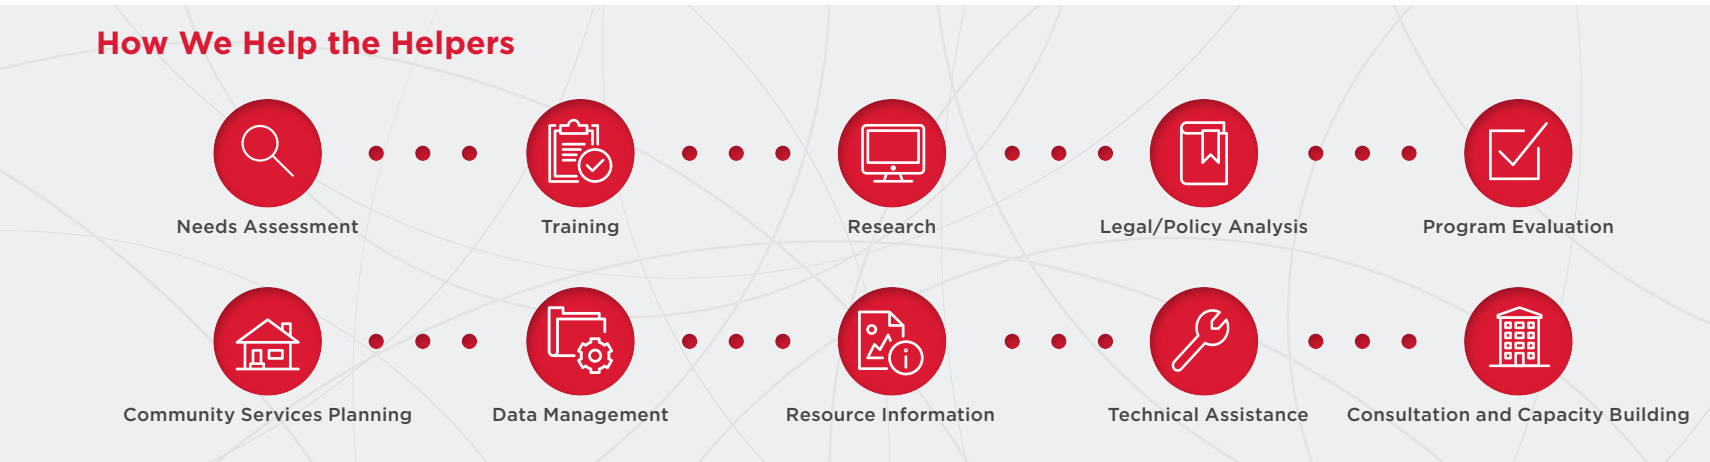 How We Help the Helpers
Needs Assessment
Training
Research
Legal/Policy Analysis
Program Evaluation
Community Services Planning
Data Management
Resource Information
Technical Assistance
Consultation and Capacity Building